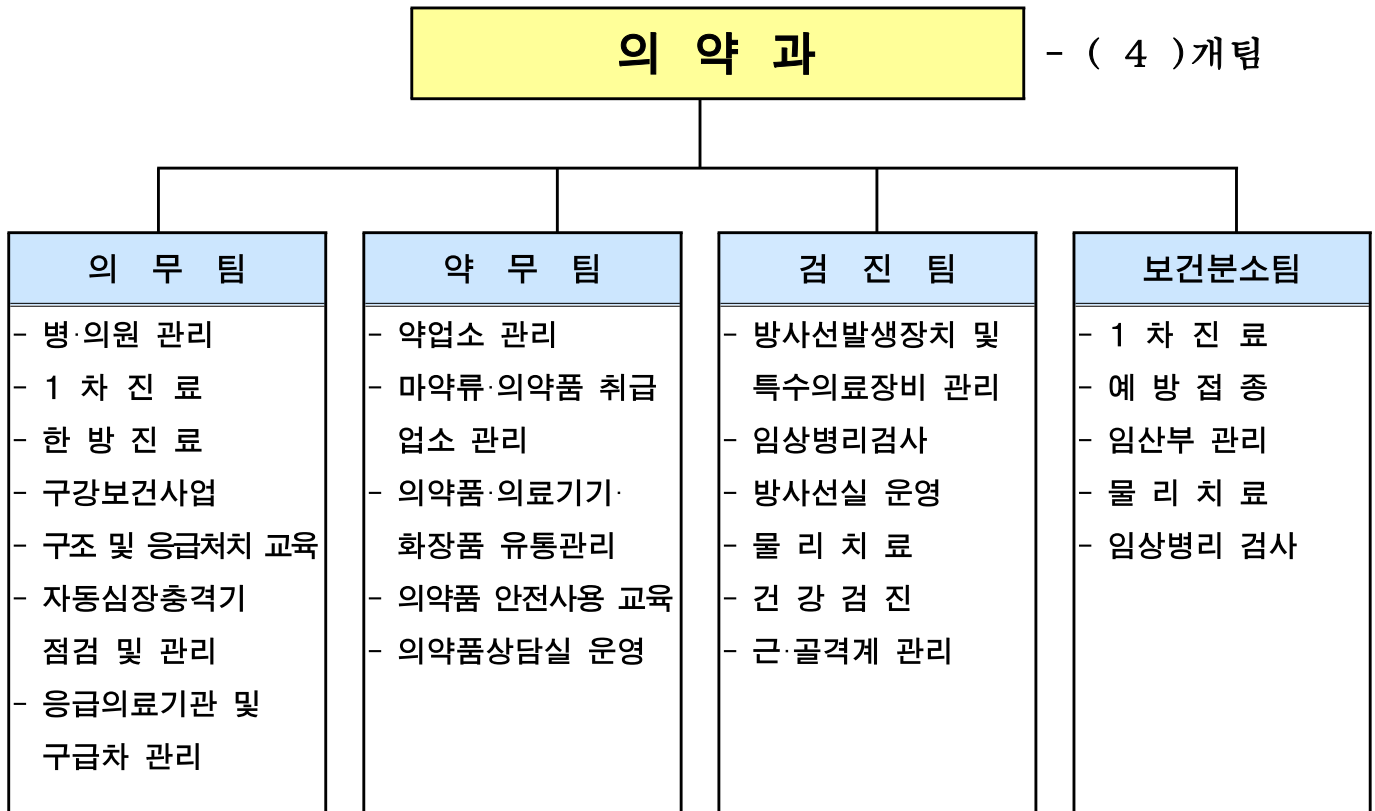 의 약 과
- ( 4 )개팀
의 무 팀
- 병·의원 관리
- 1 차 진 료
- 한 방 진 료
- 구강보건사업
- 구조 및 응급처치 교육
- 자동심장충격기
점검 및 관리
- 응급의료기관 및
구급차 관리
약 무 팀
- 약업소 관리
- 마약류·의약품 취급
업소 관리
- 의약품·의료기기·
화장품 유통관리
- 의약품 안전사용 교육
- 의약품상담실 운영
검 진 팀
- 방사선발생장치 및
특수의료장비 관리
- 임상병리검사
- 방사선실 운영
- 물 리 치 료
- 건 강 검 진
- 근·골격계 관리
보건분소팀
- 1 차 진 료
- 예 방 접 종
- 임산부 관리
- 물 리 치 료
- 임상병리 검사